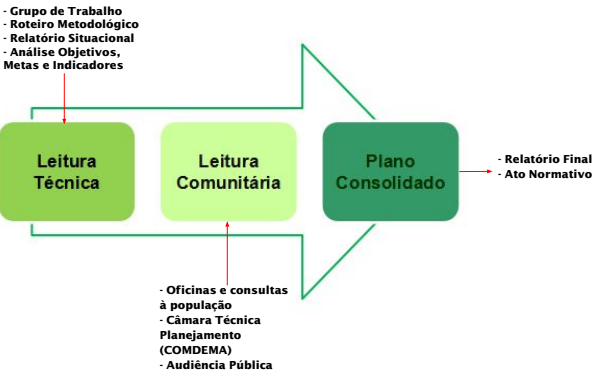 - Grupo de Trabalho
- Roteiro Metodológico
- Relatório Situacional
- Análise Objetivos,
Metas e Indicadores
Leitura
Técnica
Leitura
Comunitária
Plano
Consolidado
- Relatório Final
- Ato Normativo
- Oficinas e consultas
à população
- Câmara Técnica
Planejamento
(COMDEMA)
- Audiência Pública